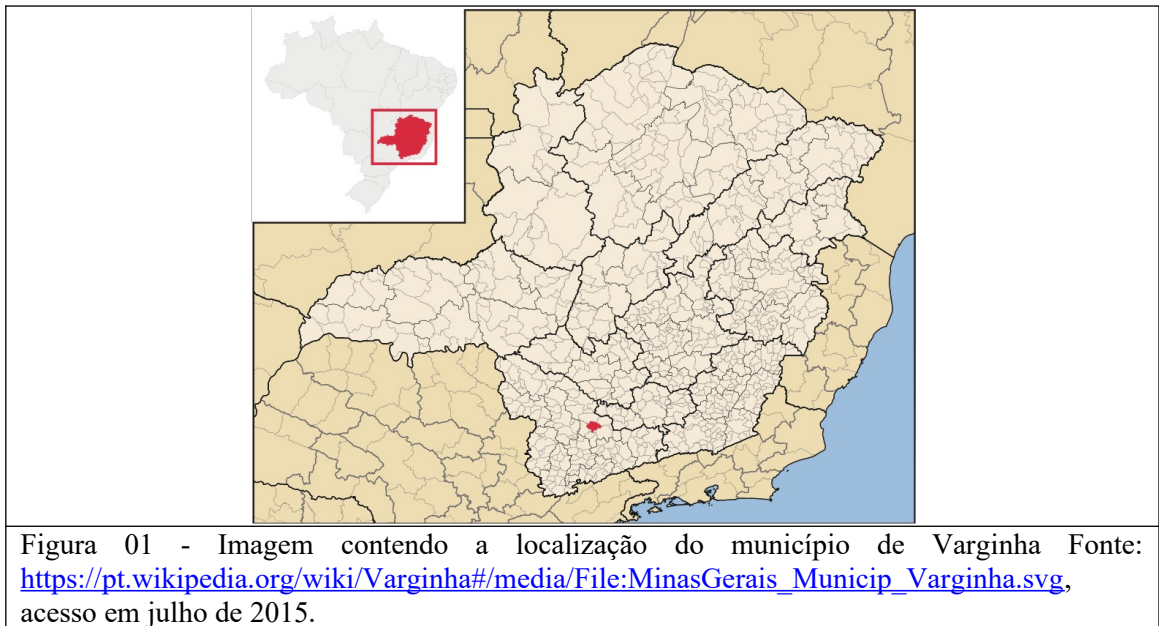 Figura 01 - Imagem contendo a localização do município de Varginha Fonte:
https://pt.wikipedia.org/wiki/Varginha#/media/File:MinasGerais_Municip_Varginha.svg,
acesso em julho de 2015.